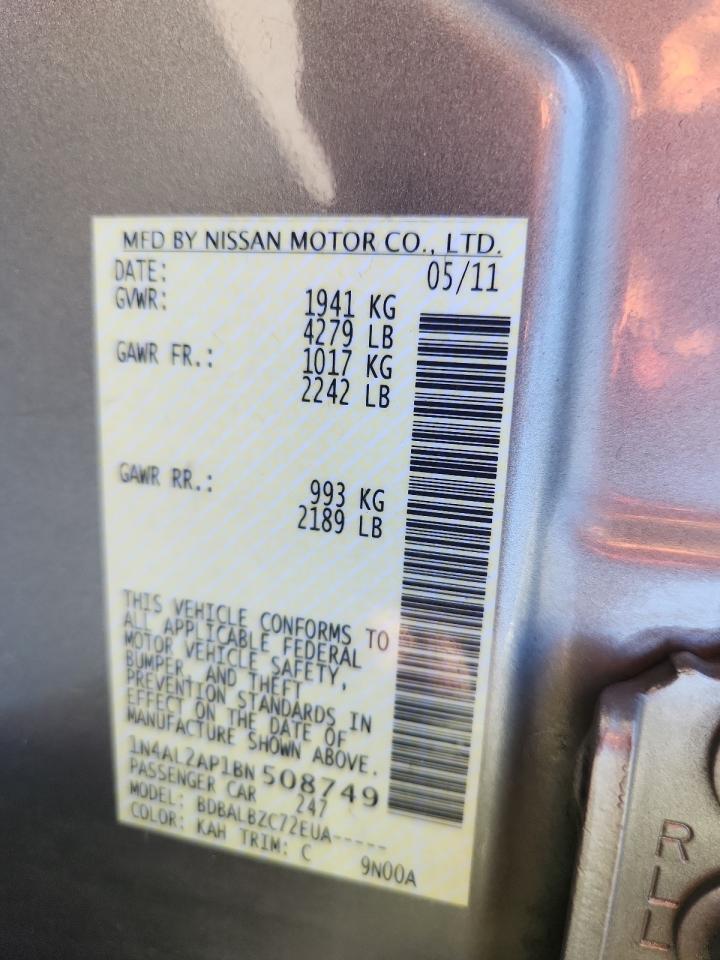 MFD BY NISSAN MOTOR CO., LTD.
DATE: 05/11
GVWR: 1941 KG
4279 LB
GAWR FR.: 1017 KG
2242 LB
GAWR RR.: 993 KG
2189 LB
THIS VEHICLE CONFORMS TO
ALL APPLICABLE FEDERAL
MOTOR VEHICLE SAFETY,
BUMPER, AND THEFT
PREVENTION STANDARDS IN
EFFECT ON THE DATE OF
MANUFACTURE SHOWN ABOVE.
1N4AL2AP1BN 508749
PASSENGER CAR 247
MODEL: BDBALBZC72EUA-----
COLOR: KAH TRIM: C 9N00A
R
L
L